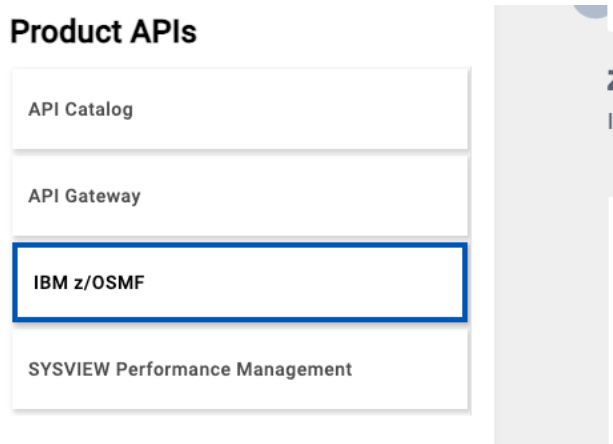 Product APIs
API Catalog
API Gateway
IBM z/OSMF
SYSVIEW Performance Management